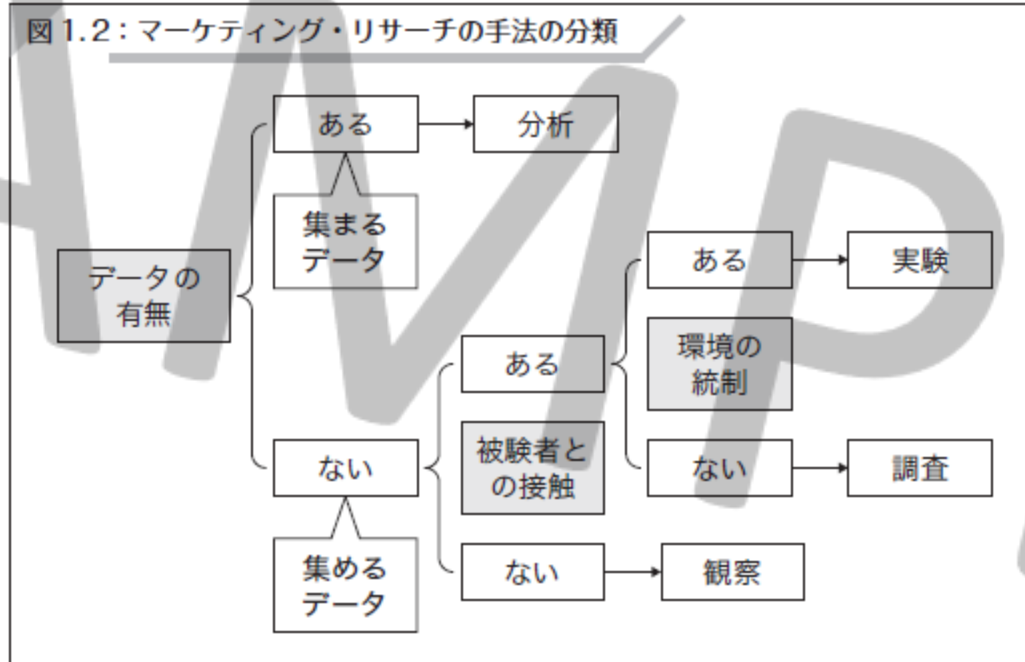 図1.2：マーケティング・リサーチの手法の分類
ある
分析
集まる
データ
データの
有無
ある
実験
環境の
統制
ある
被験者と
の接触
ない
ない
調査
集める
データ
ない
観察
AMP